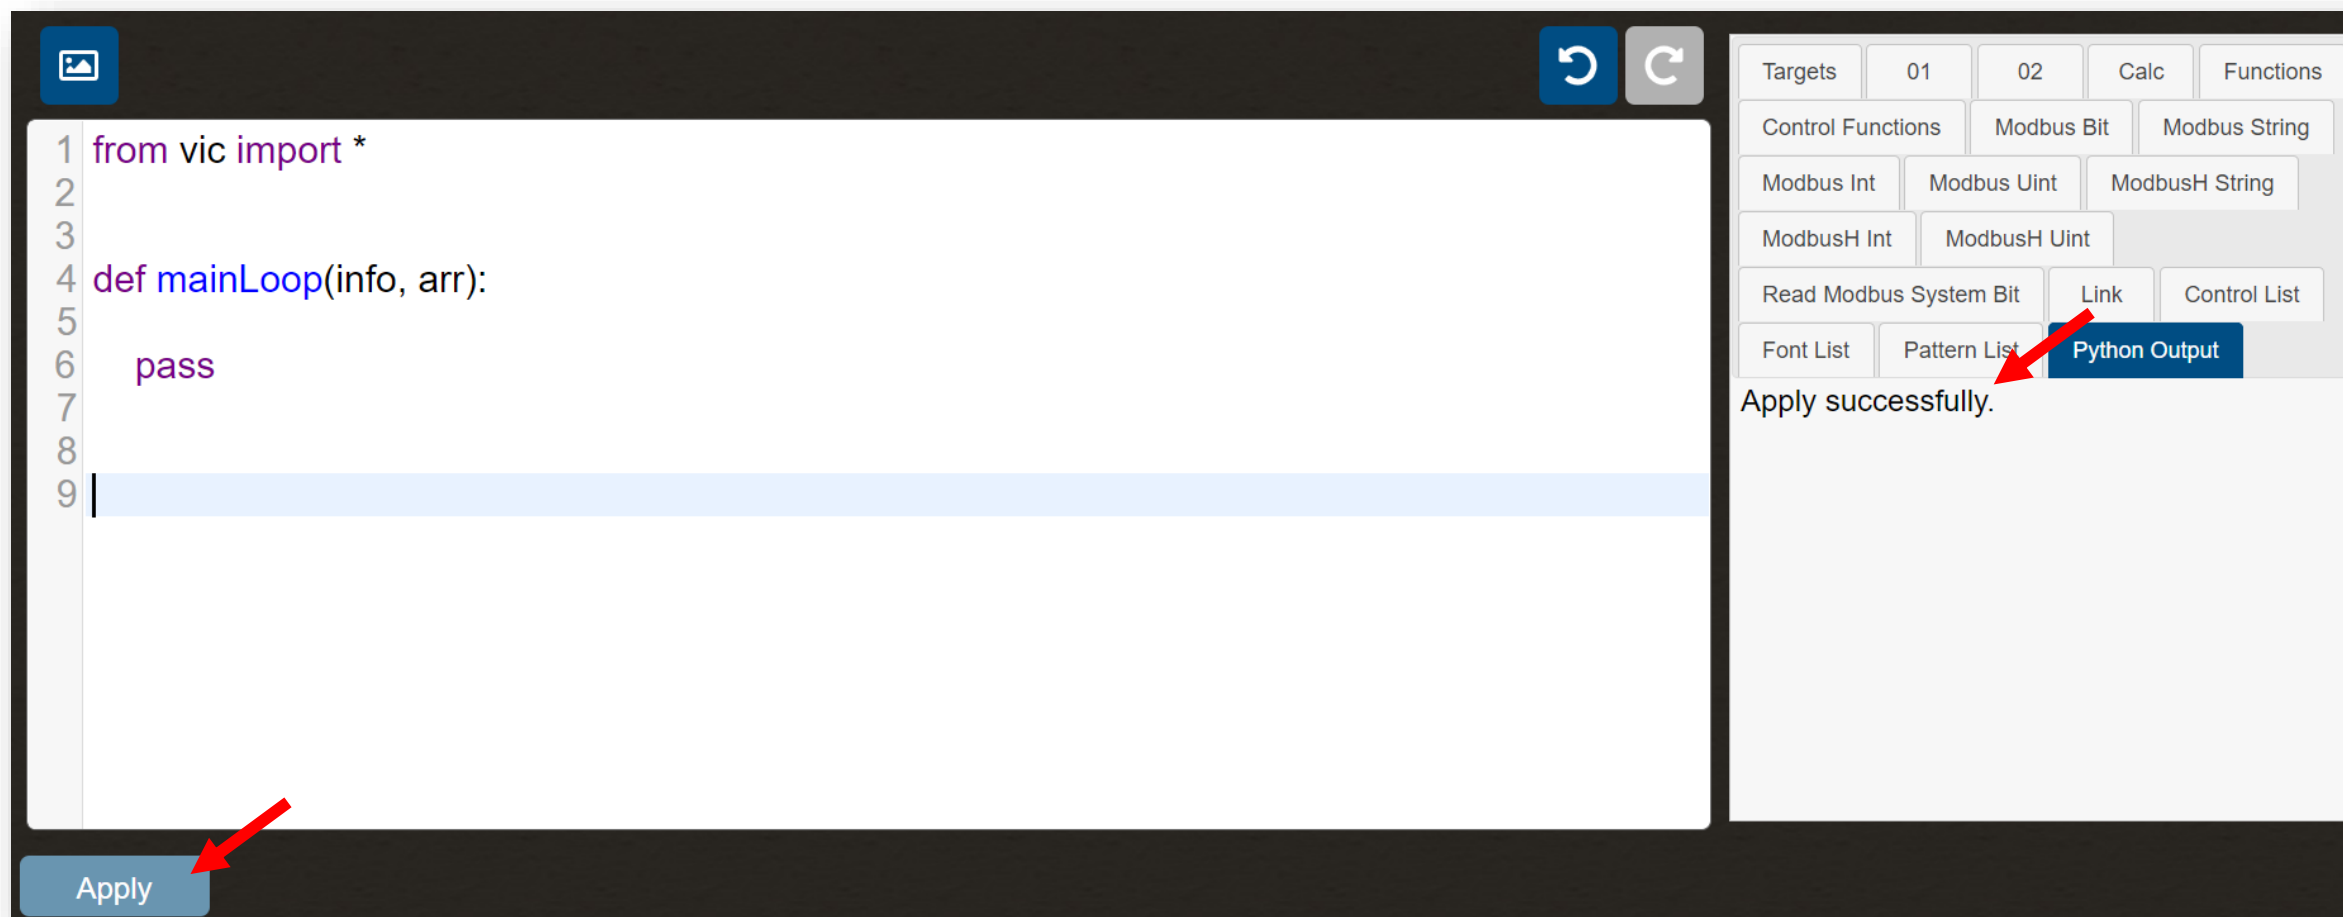 1 from vic import *
2
3
4 def mainLoop(info, arr):
5
6 pass
7
8
9
Apply
Targets 01 02 Calc Functions
Control Functions Modbus Bit Modbus String
Modbus Int Modbus Uint ModbusH String
ModbusH Int ModbusH Uint
Read Modbus System Bit Link Control List
Font List Pattern List Python Output
Apply successfully.